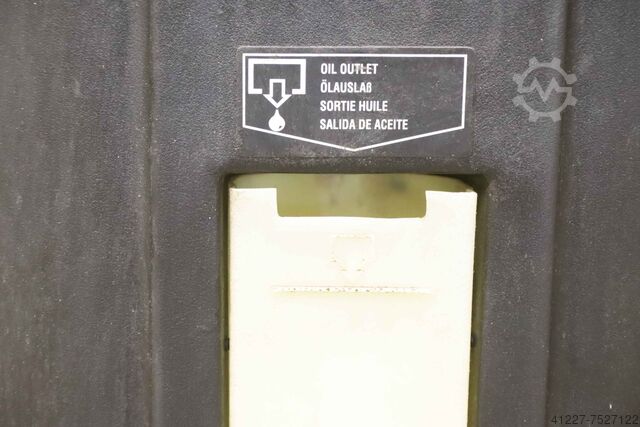 OIL OUTLET
ÖLAUSLAß
SORTIE HUILE
SALIDA DE ACEITE
41227-7527122